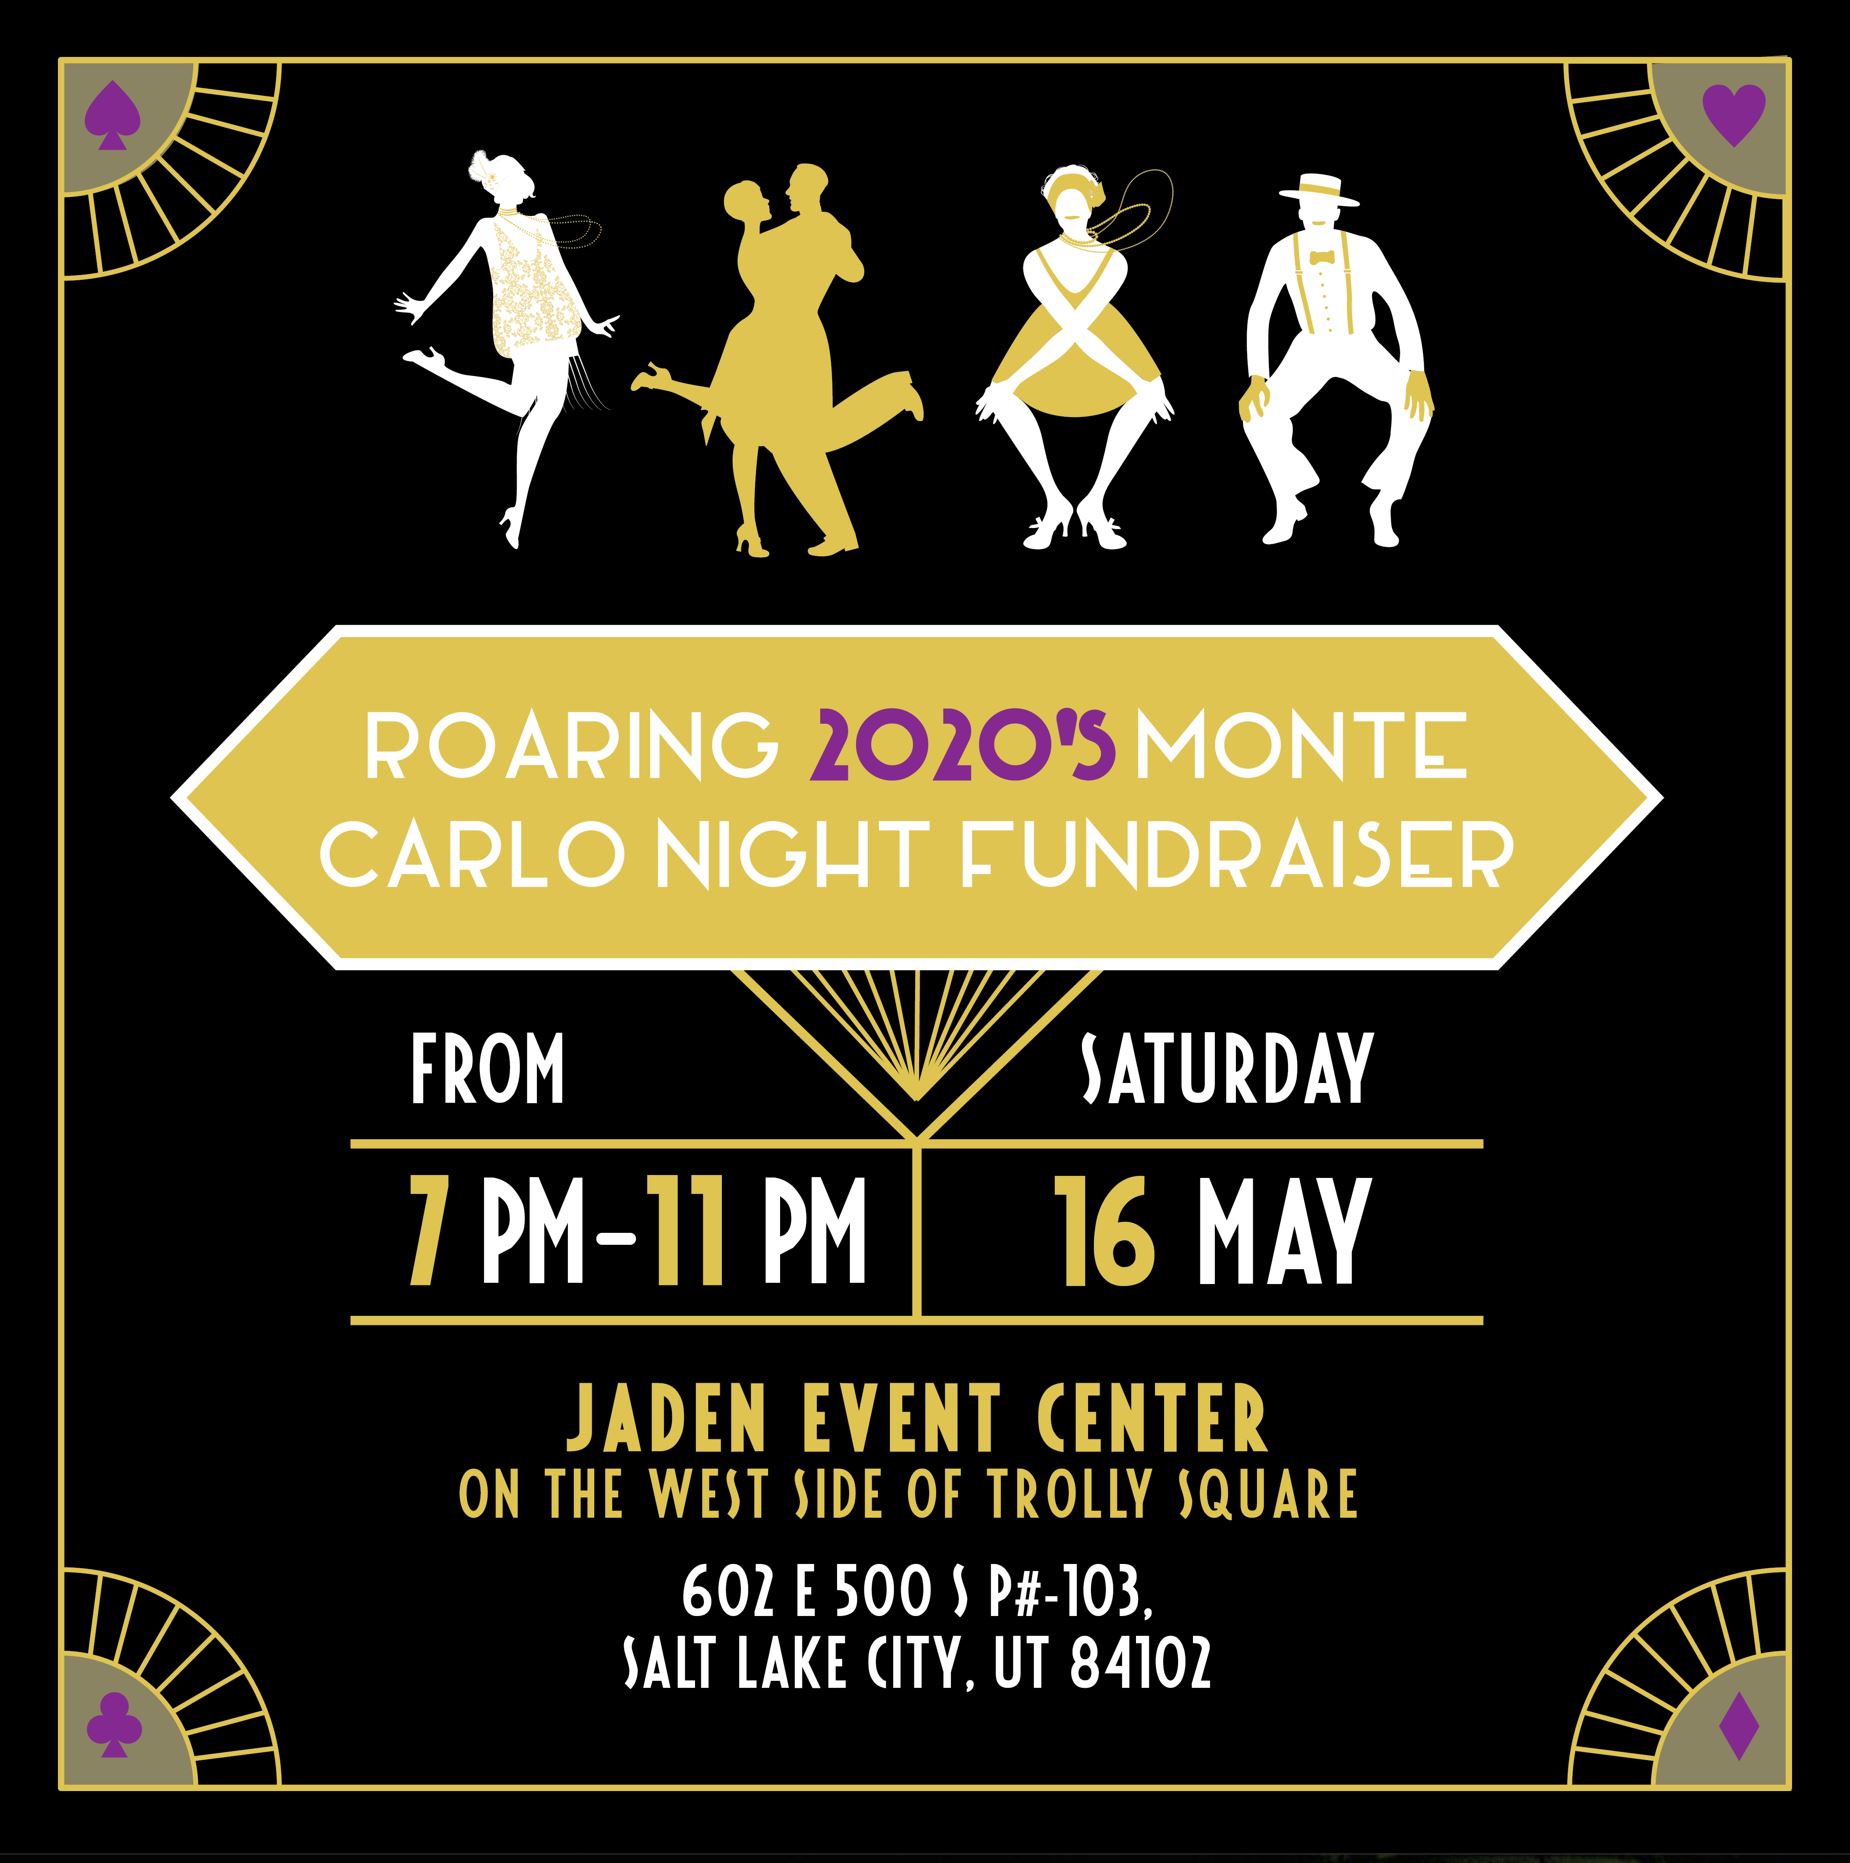 ROARING 2020'S MONTE
CARLO NIGHT FUNDRAISER
FROM
7 PM-11 PM
SATURDAY
16 MAY
JADEN EVENT CENTER
ON THE WEST SIDE OF TROLLY SQUARE
602 E 500 S P#-103,
SALT LAKE CITY, UT 84102